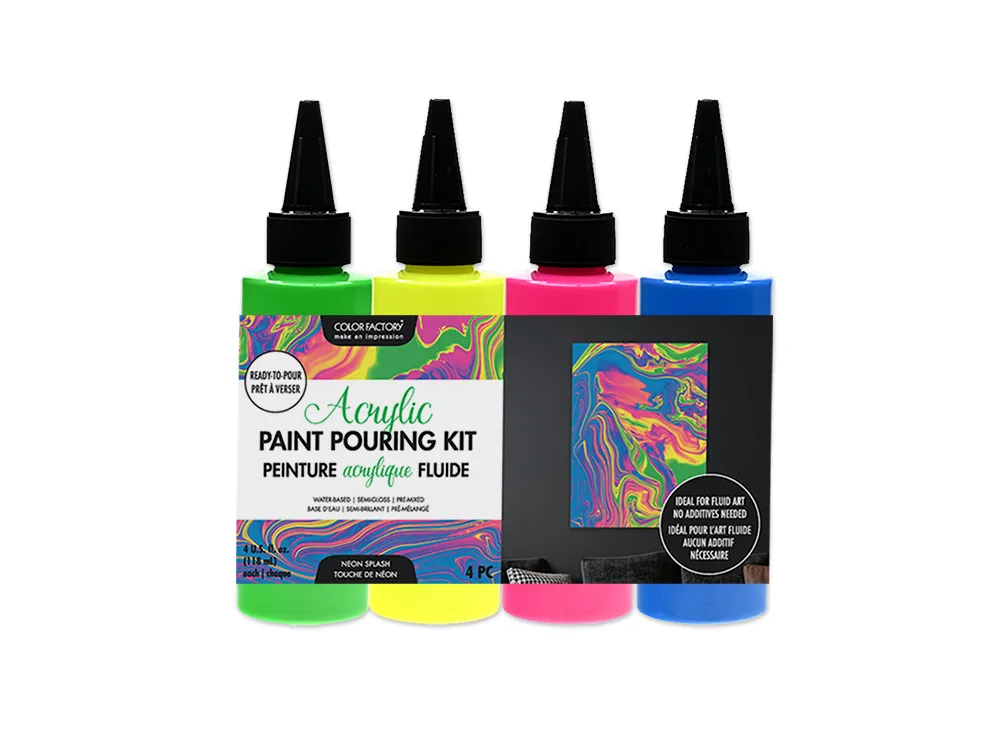 COLOR FACTORY
make an impression
READY-TO-POUR
PRÊT À VERSER
Acrylic
PAINT POURING KIT
PEINTURE acrylique FLUIDE
WATER-BASED | SEMI-GLOSS | PRE-MIXED
BASE D'EAU | SEMI-BRILLANT | PRÉ-MÉLANGÉ
4 U.S. fl. oz.
(118 ml)
each | chaque
NEON SPLASH
TOUCHE DE NÉON
4 PC
IDEAL FOR FLUID ART
NO ADDITIVES NEEDED
IDÉAL POUR L'ART FLUIDE
AUCUN ADDITIF
NÉCESSAIRE